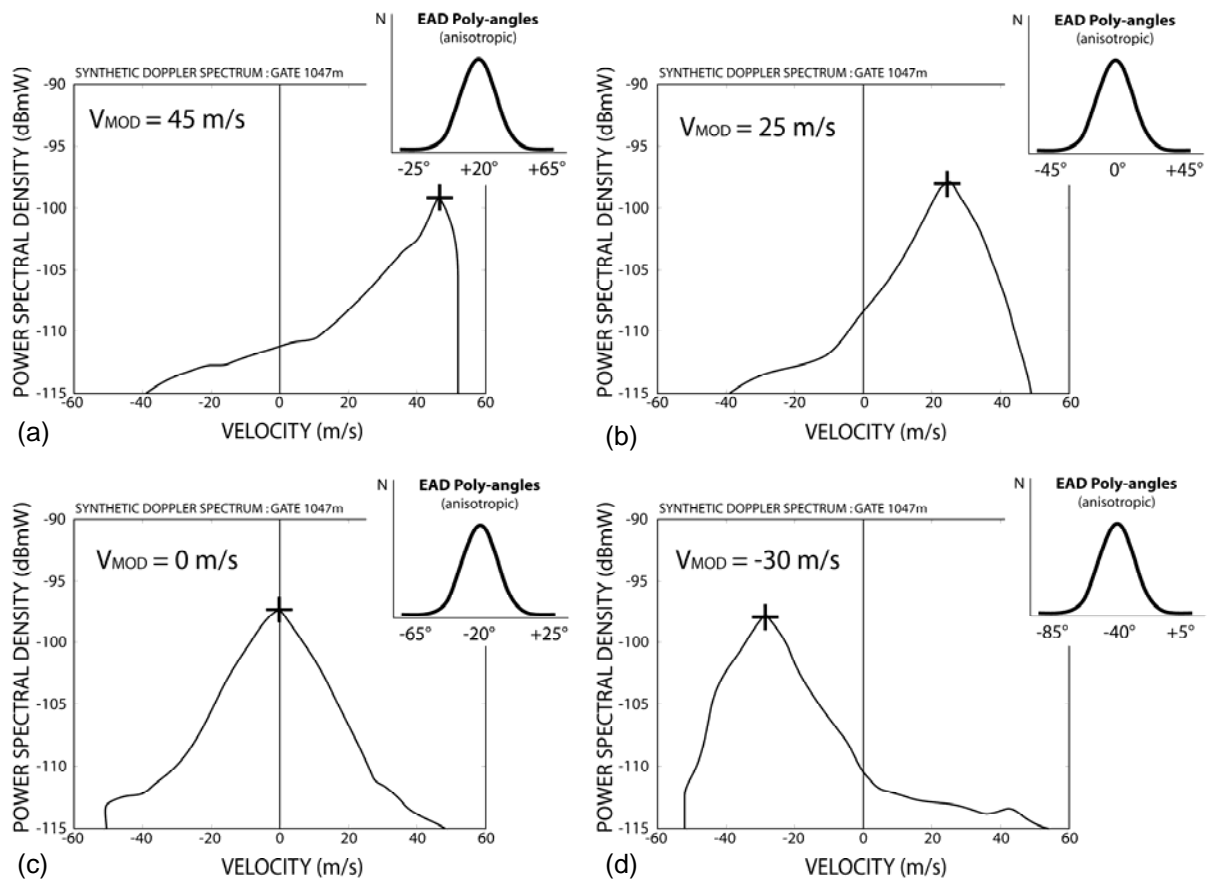 N EAD Poly-angles
(anisotropic)
-25° +20° +65°
SYNTHETIC DOPPLER SPECTRUM : GATE 1047m
VMOD = 45 m/s
POWER SPECTRAL DENSITY (dBmW)
-90
-95
-100
-105
-110
-115
-60 -40 -20 0 20 40 60
VELOCITY (m/s)
(a)
N EAD Poly-angles
(anisotropic)
-45° 0° +45°
SYNTHETIC DOPPLER SPECTRUM : GATE 1047m
VMOD = 25 m/s
POWER SPECTRAL DENSITY (dBmW)
-90
-95
-100
-105
-110
-115
-60 -40 -20 0 20 40 60
VELOCITY (m/s)
(b)
N EAD Poly-angles
(anisotropic)
-65° -20° +25°
SYNTHETIC DOPPLER SPECTRUM : GATE 1047m
VMOD = 0 m/s
POWER SPECTRAL DENSITY (dBmW)
-90
-95
-100
-105
-110
-115
-60 -40 -20 0 20 40 60
VELOCITY (m/s)
(c)
N EAD Poly-angles
(anisotropic)
-85° -40° +5°
SYNTHETIC DOPPLER SPECTRUM : GATE 1047m
VMOD = -30 m/s
POWER SPECTRAL DENSITY (dBmW)
-90
-95
-100
-105
-110
-115
-60 -40 -20 0 20 40 60
VELOCITY (m/s)
(d)